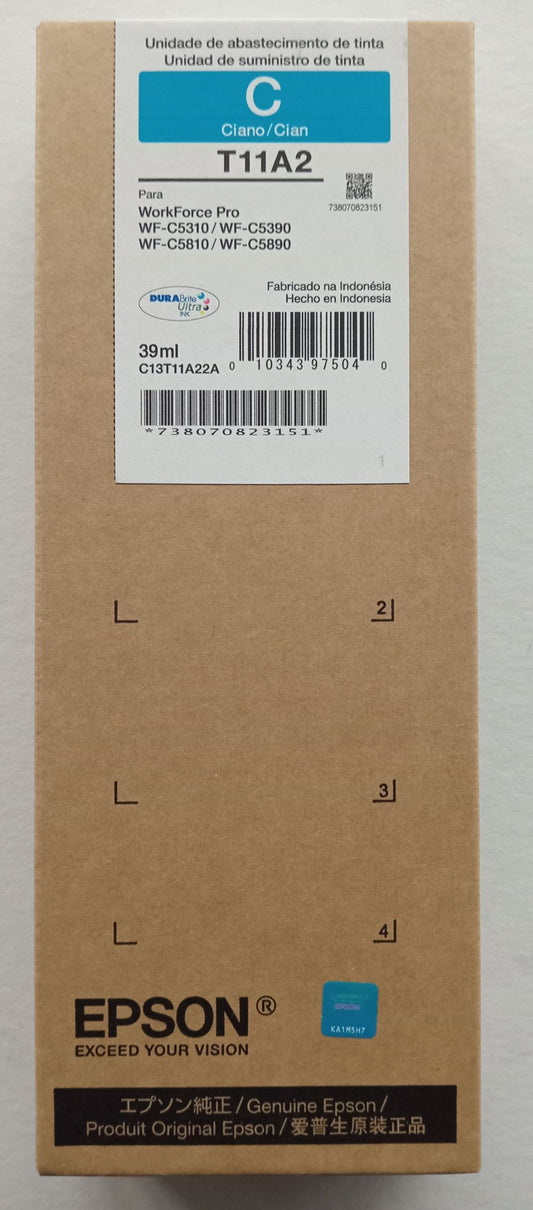 Unidade de abastecimento de tinta
Unidad de suministro de tinta
C
Ciano/Cian
T11A2
Para
738070823151
WorkForce Pro
WF-C5310/WF-C5390
WF-C5810/WF-C5890
Fabricado na Indonésia
Hecho en Indonesia
DURABrite
Ultra
INK
39ml
C13T11A22A
0 10343 97504 0
*738070823151*
1
2
3
4
EPSON®
EXCEED YOUR VISION
EPSON
KA1M5H7
エプソン純正/Genuine Epson/
Produit Original Epson/爱普生原装正品